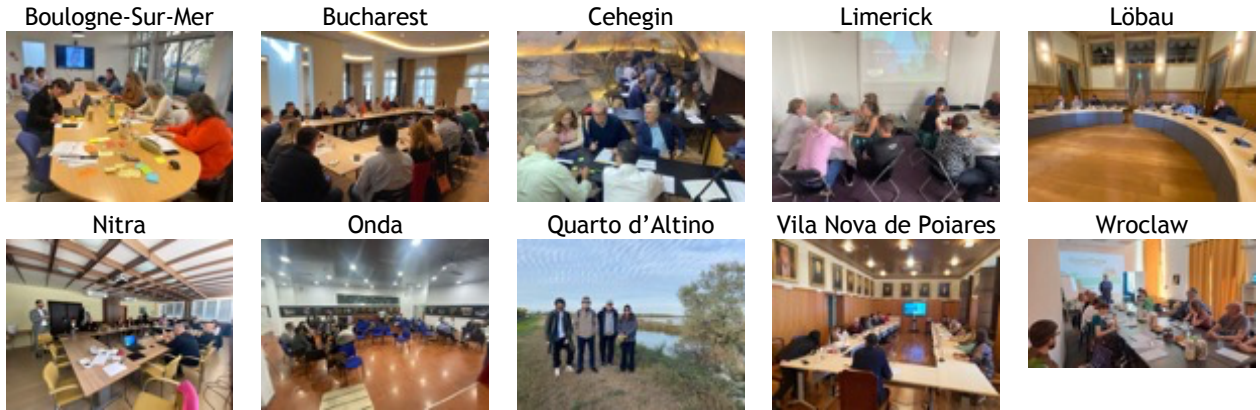 Boulogne-Sur-Mer
Bucharest
Cehegin
Limerick
Löbau
Nitra
Onda
Quarto d’Altino
Vila Nova de Poiares
Wroclaw